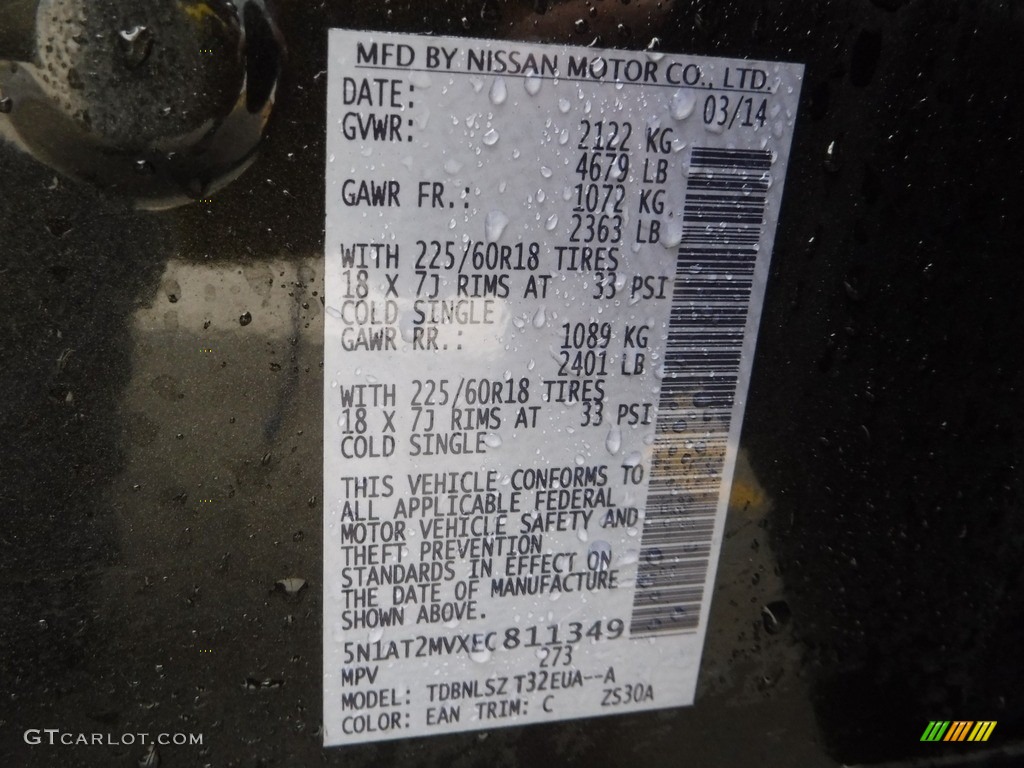 MFD BY NISSAN MOTOR CO., LTD.
DATE: 03/14
GVWR: 2122 KG
4679 LB
GAWR FR.: 1072 KG
2363 LB
WITH 225/60R18 TIRES
18 X 7J RIMS AT 33 PSI
COLD SINGLE
GAWR RR.: 1089 KG
2401 LB
WITH 225/60R18 TIRES
18 X 7J RIMS AT 33 PSI
COLD SINGLE
THIS VEHICLE CONFORMS TO
ALL APPLICABLE FEDERAL
MOTOR VEHICLE SAFETY AND
THEFT PREVENTION
STANDARDS IN EFFECT ON
THE DATE OF MANUFACTURE
SHOWN ABOVE.
5N1AT2MVXEC811349
MPV 273
MODEL: TDBNLSZ T32EUA--A
COLOR: EAN TRIM: C ZS30A
GTCARLOT.COM